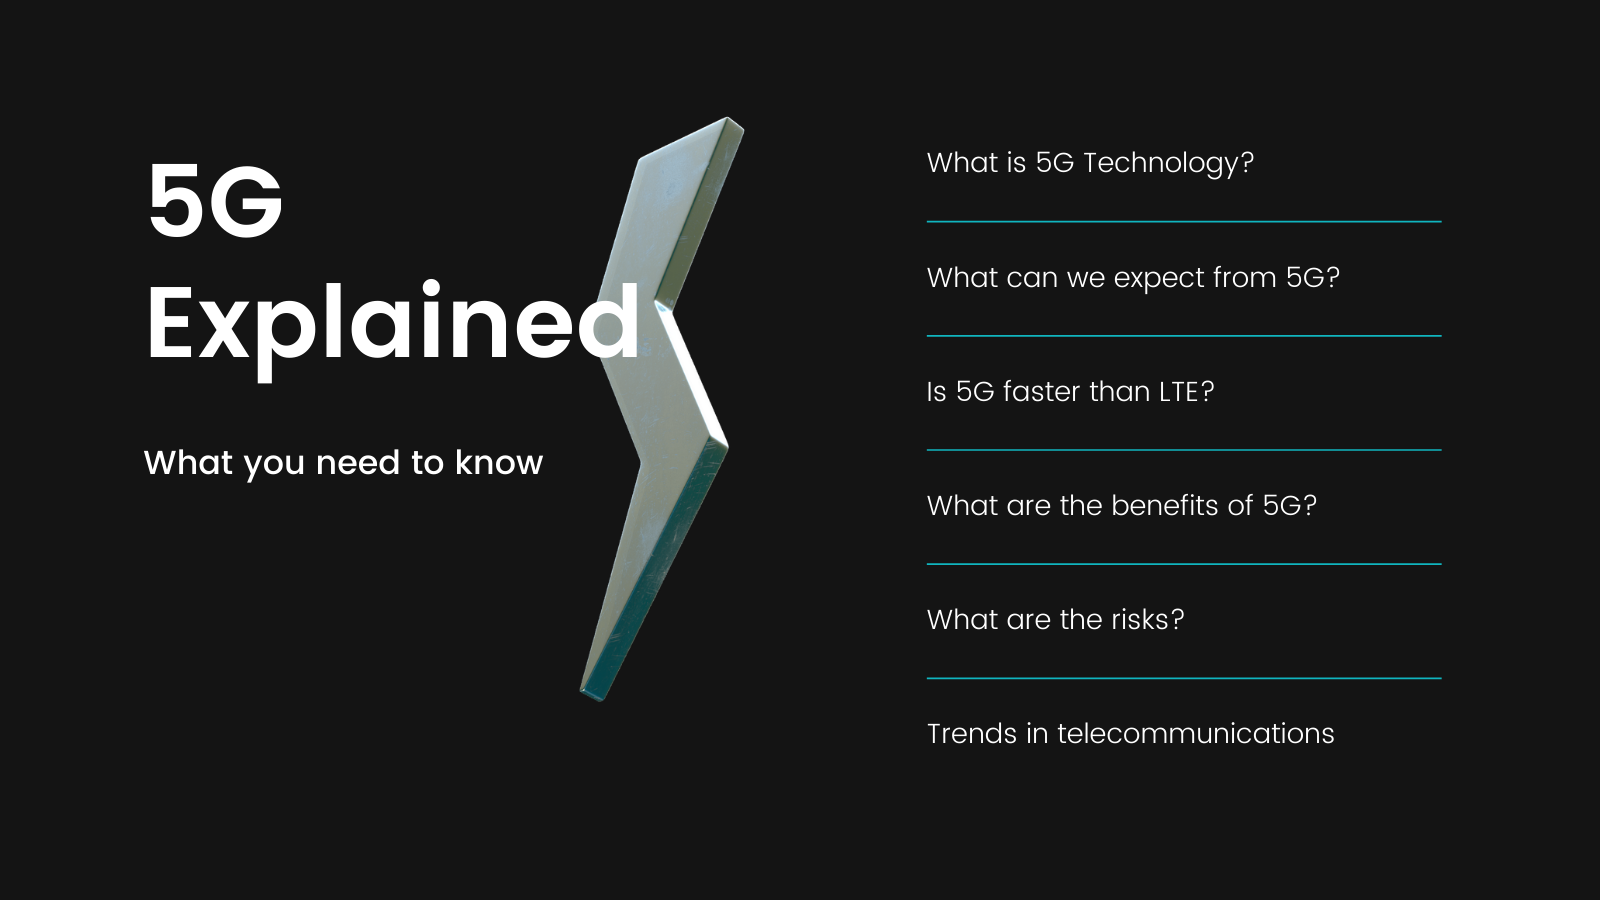 5G
Explained
What you need to know
What is 5G Technology?
What can we expect from 5G?
Is 5G faster than LTE?
What are the benefits of 5G?
What are the risks?
Trends in telecommunications